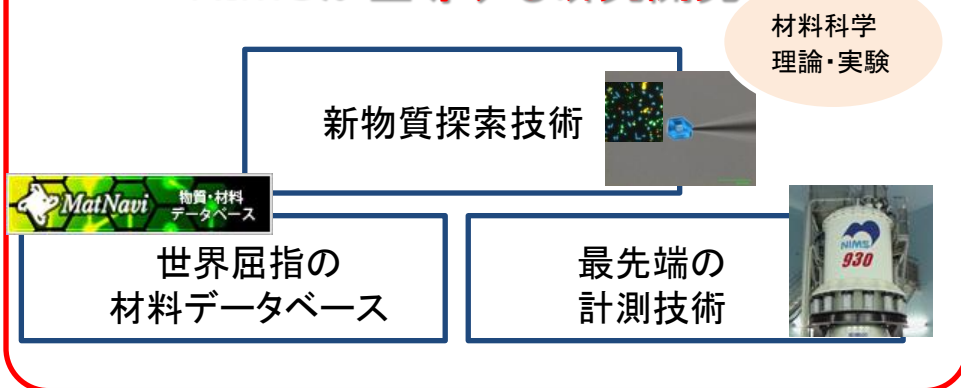 材料科学
理論・実験
新物質探索技術
MatNavi 物質・材料
データベース
世界屈指の
材料データベース
最先端の
計測技術
NIMS
930